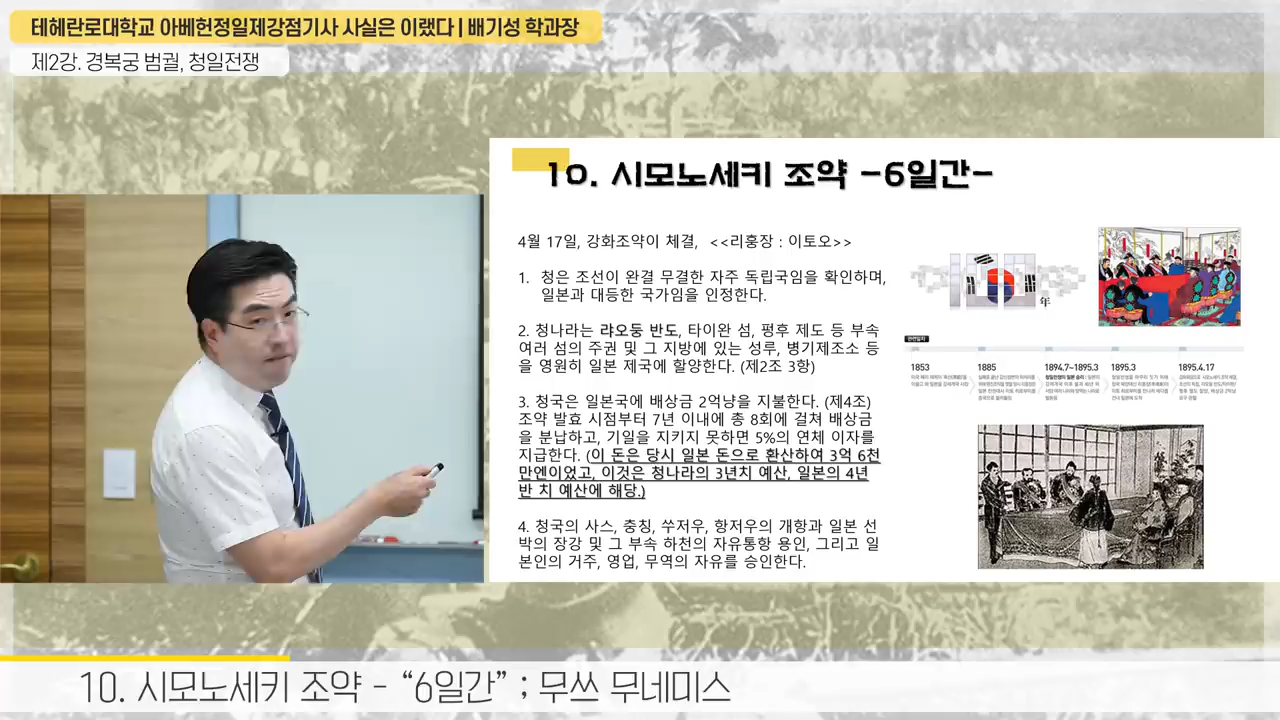 테헤란로대학교 아베헌정일제강점기사 사실은 이랬다 | 배기성 학과장
제2강. 경복궁 범궐, 청일전쟁
10. 시모노세키 조약 -6일간-
4월 17일, 강화조약이 체결, <<리홍장 : 이토오>>
1. 청은 조선이 완결 무결한 자주 독립국임을 확인하며,
일본과 대등한 국가임을 인정한다.
2. 청나라는 랴오둥 반도, 타이완 섬, 펑후 제도 등 부속
여러 섬의 주권 및 그 지방에 있는 성루, 병기제조소 등
을 영원히 일본 제국에 할양한다. (제2조 3항)
3. 청국은 일본국에 배상금 2억냥을 지불한다. (제4조)
조약 발효 시점부터 7년 이내에 총 8회에 걸쳐 배상금
을 분납하고, 기일을 지키지 못하면 5%의 연체 이자를
지급한다. (이 돈은 당시 일본 돈으로 환산하여 3억 6천
만엔이었고, 이것은 청나라의 3년치 예산, 일본의 4년
반 치 예산에 해당.)
4. 청국의 사스, 충칭, 쑤저우, 항저우의 개항과 일본 선
박의 장강 및 그 부속 하천의 자유통항 용인, 그리고 일
본인의 거주, 영업, 무역의 자유를 승인한다.
年
관련일지
1853
1885
1894.7~1895.3
1895.3
1895.4.17
10. 시모노세키 조약 - “6일간” ; 무쓰 무네미스